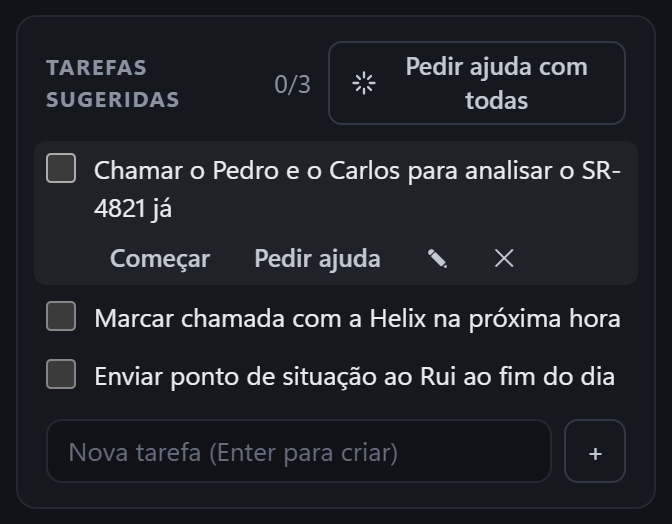 TAREFAS
SUGERIDAS
0/3
Pedir ajuda com
todas
Chamar o Pedro e o Carlos para analisar o SR-
4821 já
Começar Pedir ajuda
Marcar chamada com a Helix na próxima hora
Enviar ponto de situação ao Rui ao fim do dia
Nova tarefa (Enter para criar) +